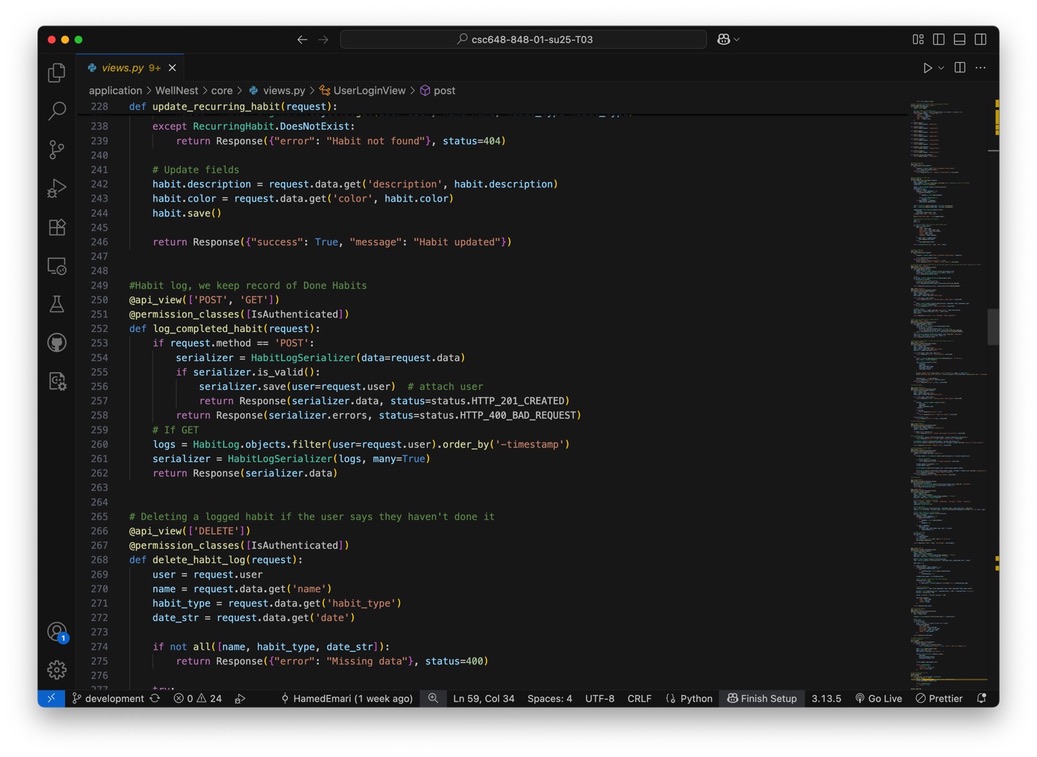 csc648-848-01-su25-T03
views.py 9+
application > WellNest > core > views.py > UserLoginView > post
228 def update_recurring_habit(request):
238 except RecurringHabit.DoesNotExist:
239 return Response({"error": "Habit not found"}, status=404)
240
241 # Update fields
242 habit.description = request.data.get('description', habit.description)
243 habit.color = request.data.get('color', habit.color)
244 habit.save()
245
246 return Response({"success": True, "message": "Habit updated"})
247
248
249 #Habit log, we keep record of Done Habits
250 @api_view(['POST', 'GET'])
251 @permission_classes([IsAuthenticated])
252 def log_completed_habit(request):
253 if request.method == 'POST':
254 serializer = HabitLogSerializer(data=request.data)
255 if serializer.is_valid():
256 serializer.save(user=request.user)  # attach user
257 return Response(serializer.data, status=status.HTTP_201_CREATED)
258 return Response(serializer.errors, status=status.HTTP_400_BAD_REQUEST)
259 # If GET
260 logs = HabitLog.objects.filter(user=request.user).order_by('-timestamp')
261 serializer = HabitLogSerializer(logs, many=True)
262 return Response(serializer.data)
263
264
265 # Deleting a logged habit if the user says they haven't done it
266 @api_view(['DELETE'])
267 @permission_classes([IsAuthenticated])
268 def delete_habit_log(request):
269 user = request.user
270 name = request.data.get('name')
271 habit_type = request.data.get('habit_type')
272 date_str = request.data.get('date')
273
274 if not all([name, habit_type, date_str]):
275 return Response({"error": "Missing data"}, status=400)
276
277 try:
1
development 0 24 HamedEmari (1 week ago) Ln 59, Col 34 Spaces: 4 UTF-8 CRLF Python Finish Setup 3.13.5 Go Live Prettier